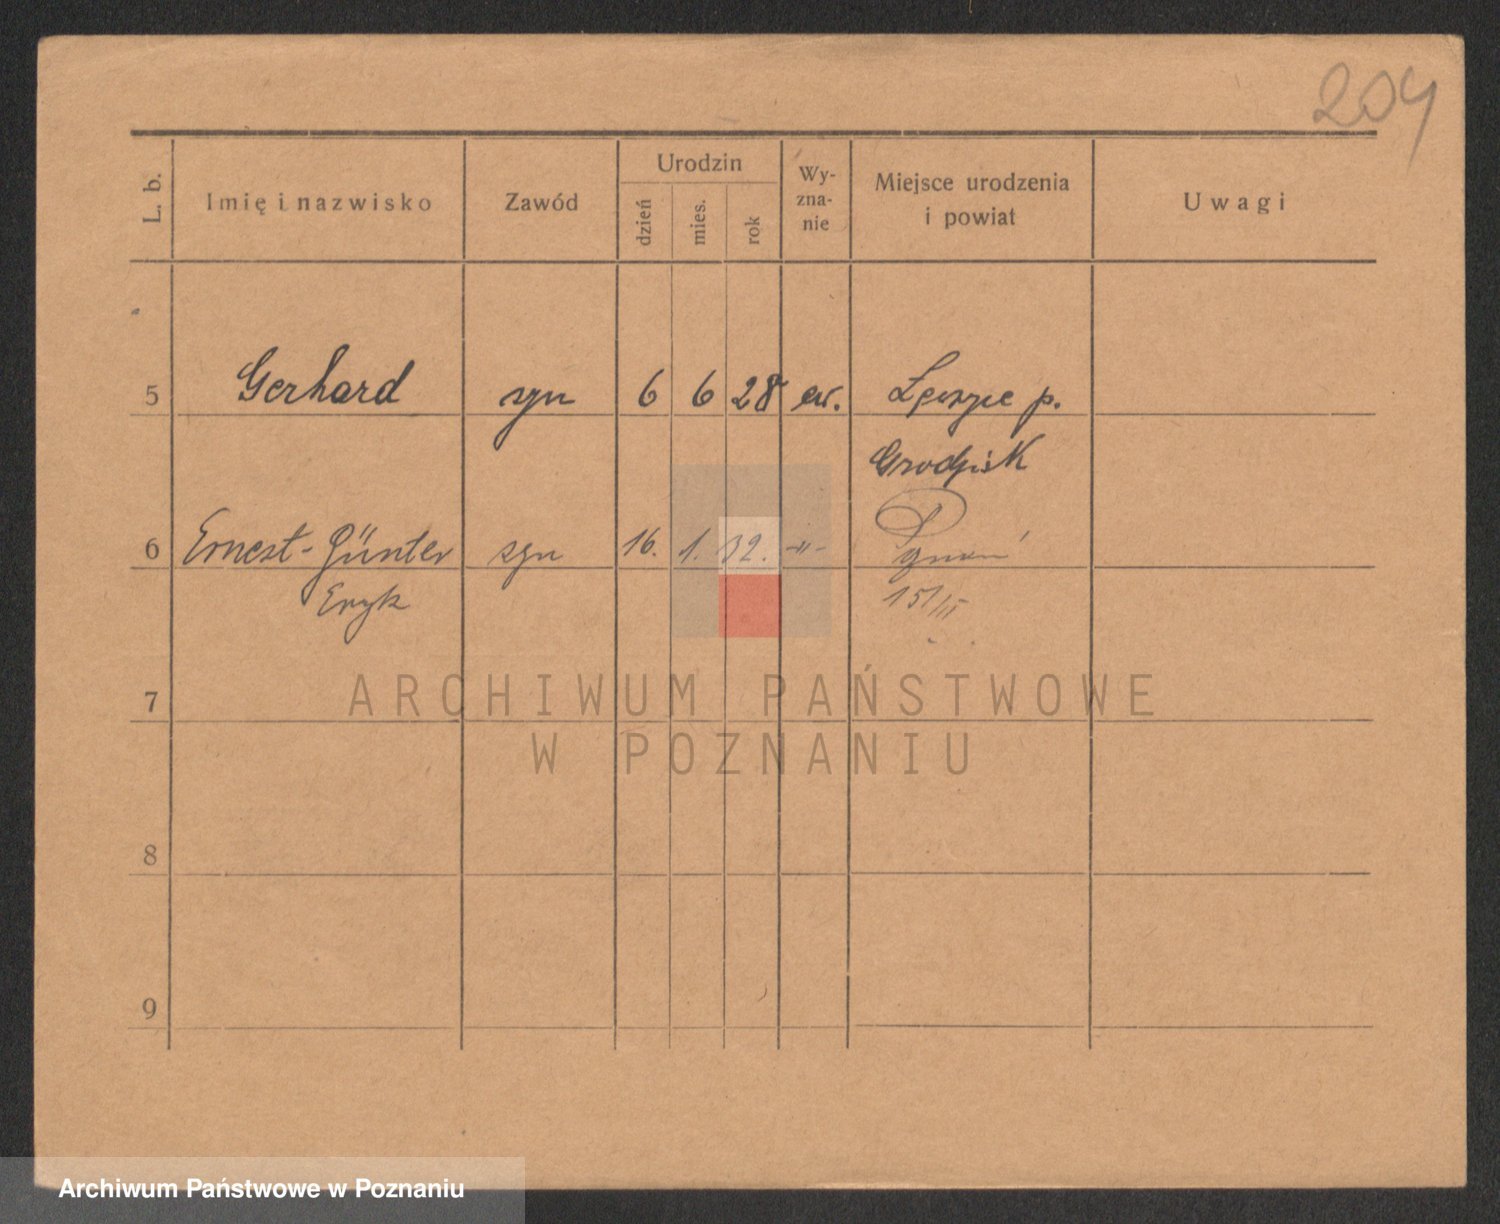 204
L. b.
Imię i nazwisko
Zawód
Urodzin
dzień
mies.
rok
Wy-
zna-
nie
Miejsce urodzenia
i powiat
Uwagi
5 Gerhard syn 6 6 28 ew. p.
Grodzisk
6 Ernest-Günter syn 16. 1. 32. -"-
Eryk
7
8
9
ARCHIWUM PAŃSTWOWE
W POZNANIU
Archiwum Państwowe w Poznaniu